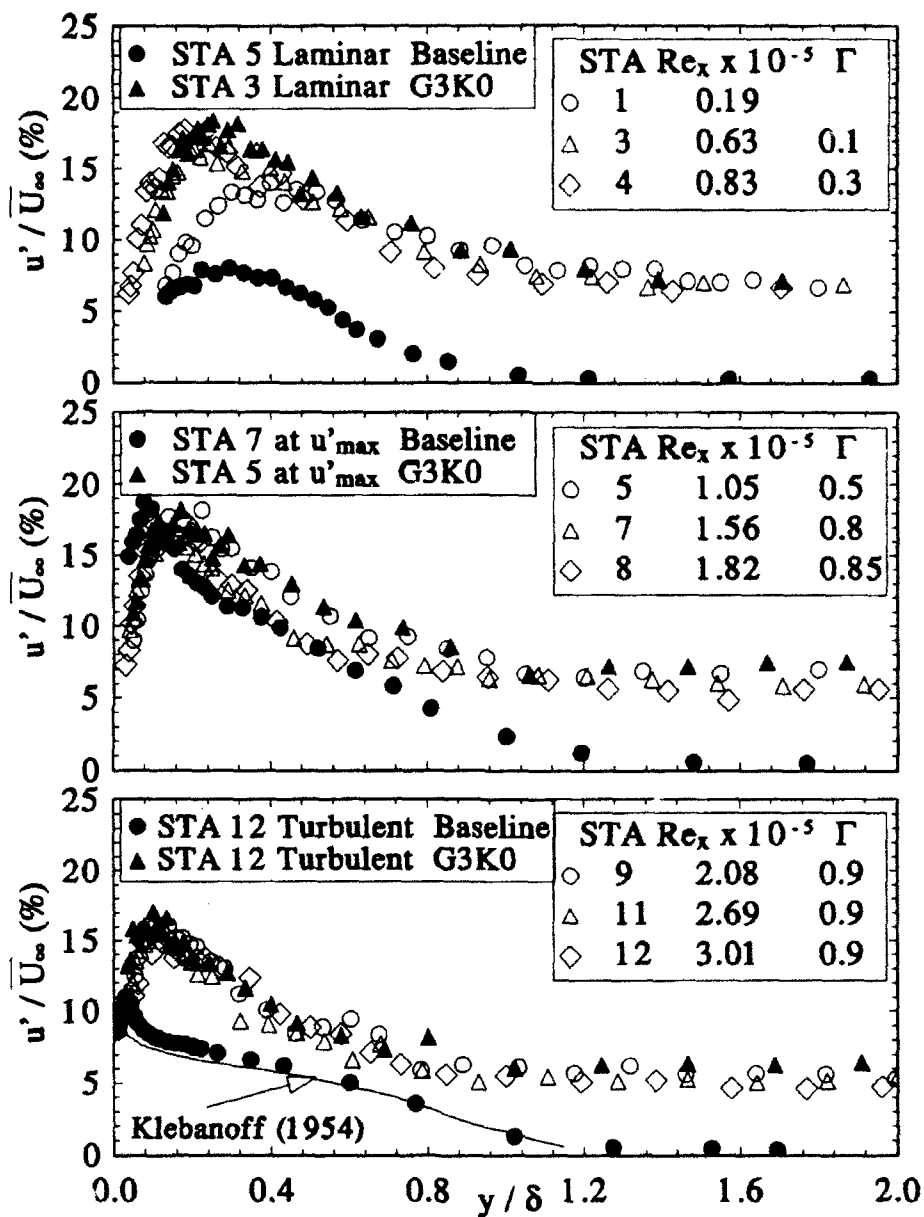 25
20
15
10
5
0
u' / U∞ (%)
● STA 5 Laminar Baseline
▲ STA 3 Laminar G3K0
STA Reₓ x 10⁻⁵ Γ
○ 1 0.19
△ 3 0.63 0.1
◇ 4 0.83 0.3
25
20
15
10
5
0
u' / U∞ (%)
● STA 7 at u'max Baseline
▲ STA 5 at u'max G3K0
STA Reₓ x 10⁻⁵ Γ
○ 5 1.05 0.5
△ 7 1.56 0.8
◇ 8 1.82 0.85
25
20
15
10
5
0
u' / U∞ (%)
● STA 12 Turbulent Baseline
▲ STA 12 Turbulent G3K0
STA Reₓ x 10⁻⁵ Γ
○ 9 2.08 0.9
△ 11 2.69 0.9
◇ 12 3.01 0.9
Klebanoff (1954)
0.0 0.4 0.8 1.2 1.6 2.0
y / δ